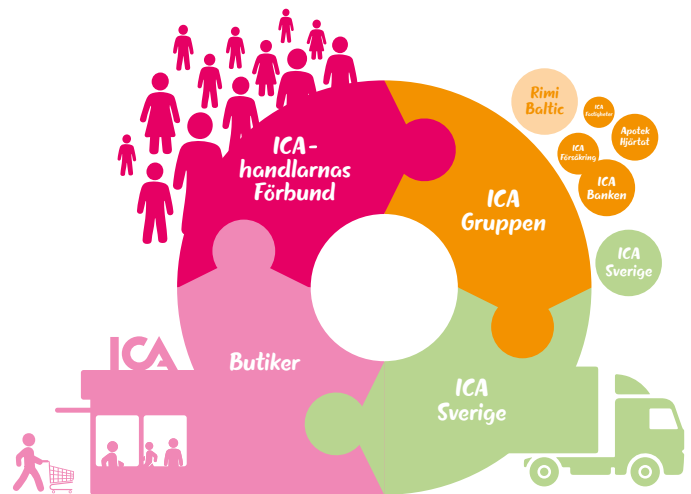 ICA-
handlarnas
Förbund
ICA
Gruppen
Rimi
Baltic
ICA
Fastigheter
Apotek
Hjärtat
ICA
Försäkring
ICA
Banken
ICA
Sverige
ICA
Butiker
ICA
Sverige